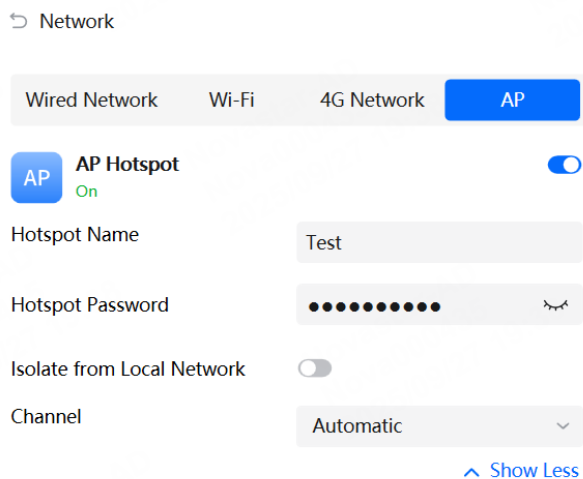 Network
Wired Network Wi-Fi 4G Network AP
AP AP Hotspot
On
Hotspot Name Test
Hotspot Password ●●●●●●●●●●
Isolate from Local Network
Channel Automatic
Show Less